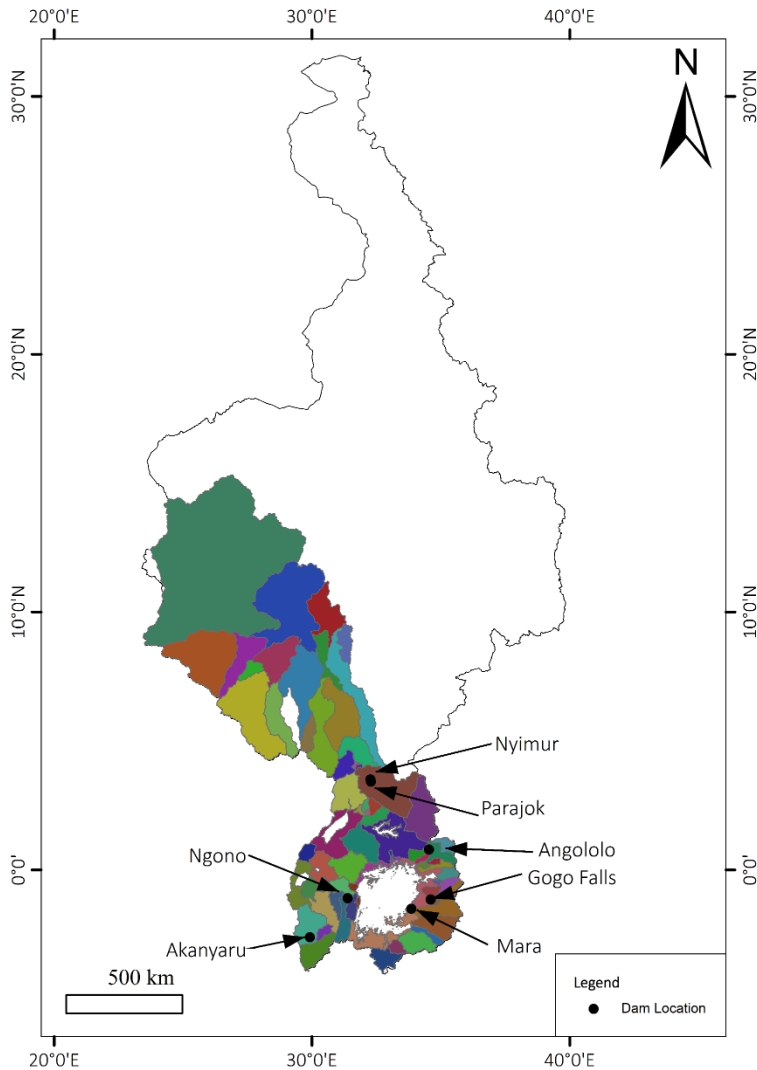 20°0'E 30°0'E 40°0'E
N
30°0'N 30°0'N
20°0'N 20°0'N
10°0'N 10°0'N
Nyimur
Parajok
Angololo
Ngono
0°0' 0°0'
Gogo Falls
Akanyaru
Mara
500 km
Legend
Dam Location
20°0'E 30°0'E 40°0'E